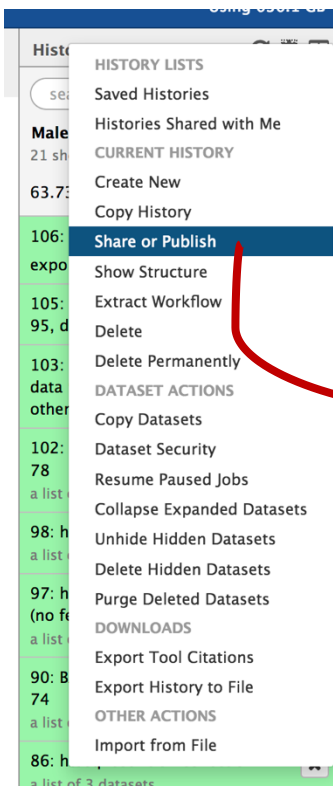 HISTORY LISTS
Saved Histories
Histories Shared with Me
CURRENT HISTORY
Create New
Copy History
Share or Publish
Show Structure
Extract Workflow
Delete
Delete Permanently
DATASET ACTIONS
Copy Datasets
Dataset Security
Resume Paused Jobs
Collapse Expanded Datasets
Unhide Hidden Datasets
Delete Hidden Datasets
Purge Deleted Datasets
DOWNLOADS
Export Tool Citations
Export History to File
OTHER ACTIONS
Import from File
Male
21 sh
63.73
106:
expo
105:
95, d
103:
data
other
102:
78
a list
98: h
a list
97: h
(no fe
a list
90: B
74
a list
86: h
a list of 3 datasets